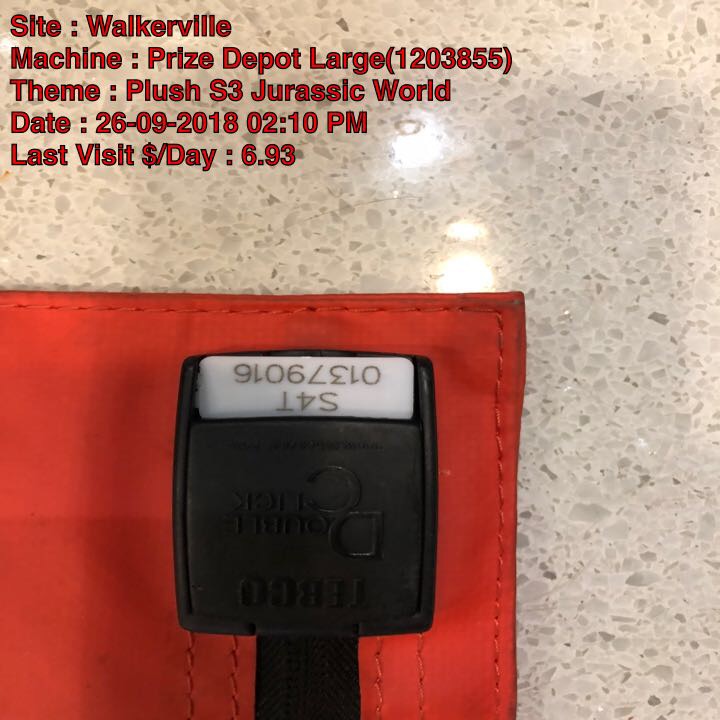 Site : Walkerville
Machine : Prize Depot Large(1203855)
Theme : Plush S3 Jurassic World
Date : 26-09-2018 02:10 PM
Last Visit $/Day : 6.93
TEBCO
DOUBLE
CLICK
S4T
01379016